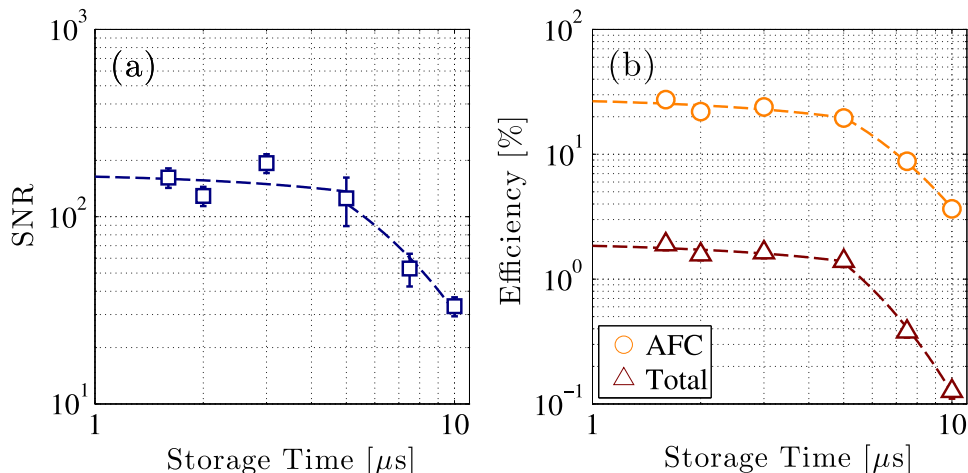 (a)
SNR
10^3
10^2
10^1
1
10
Storage Time [μs]
(b)
Efficiency [%]
10^2
10^1
10^0
10^−1
AFC
Total
1
10
Storage Time [μs]